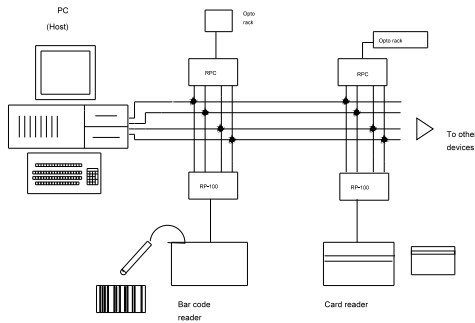 PC
(Host)
Opto
rack
Opto rack
RPC
RPC
To other
devices
RP-100
RP-100
Bar code
reader
Card reader